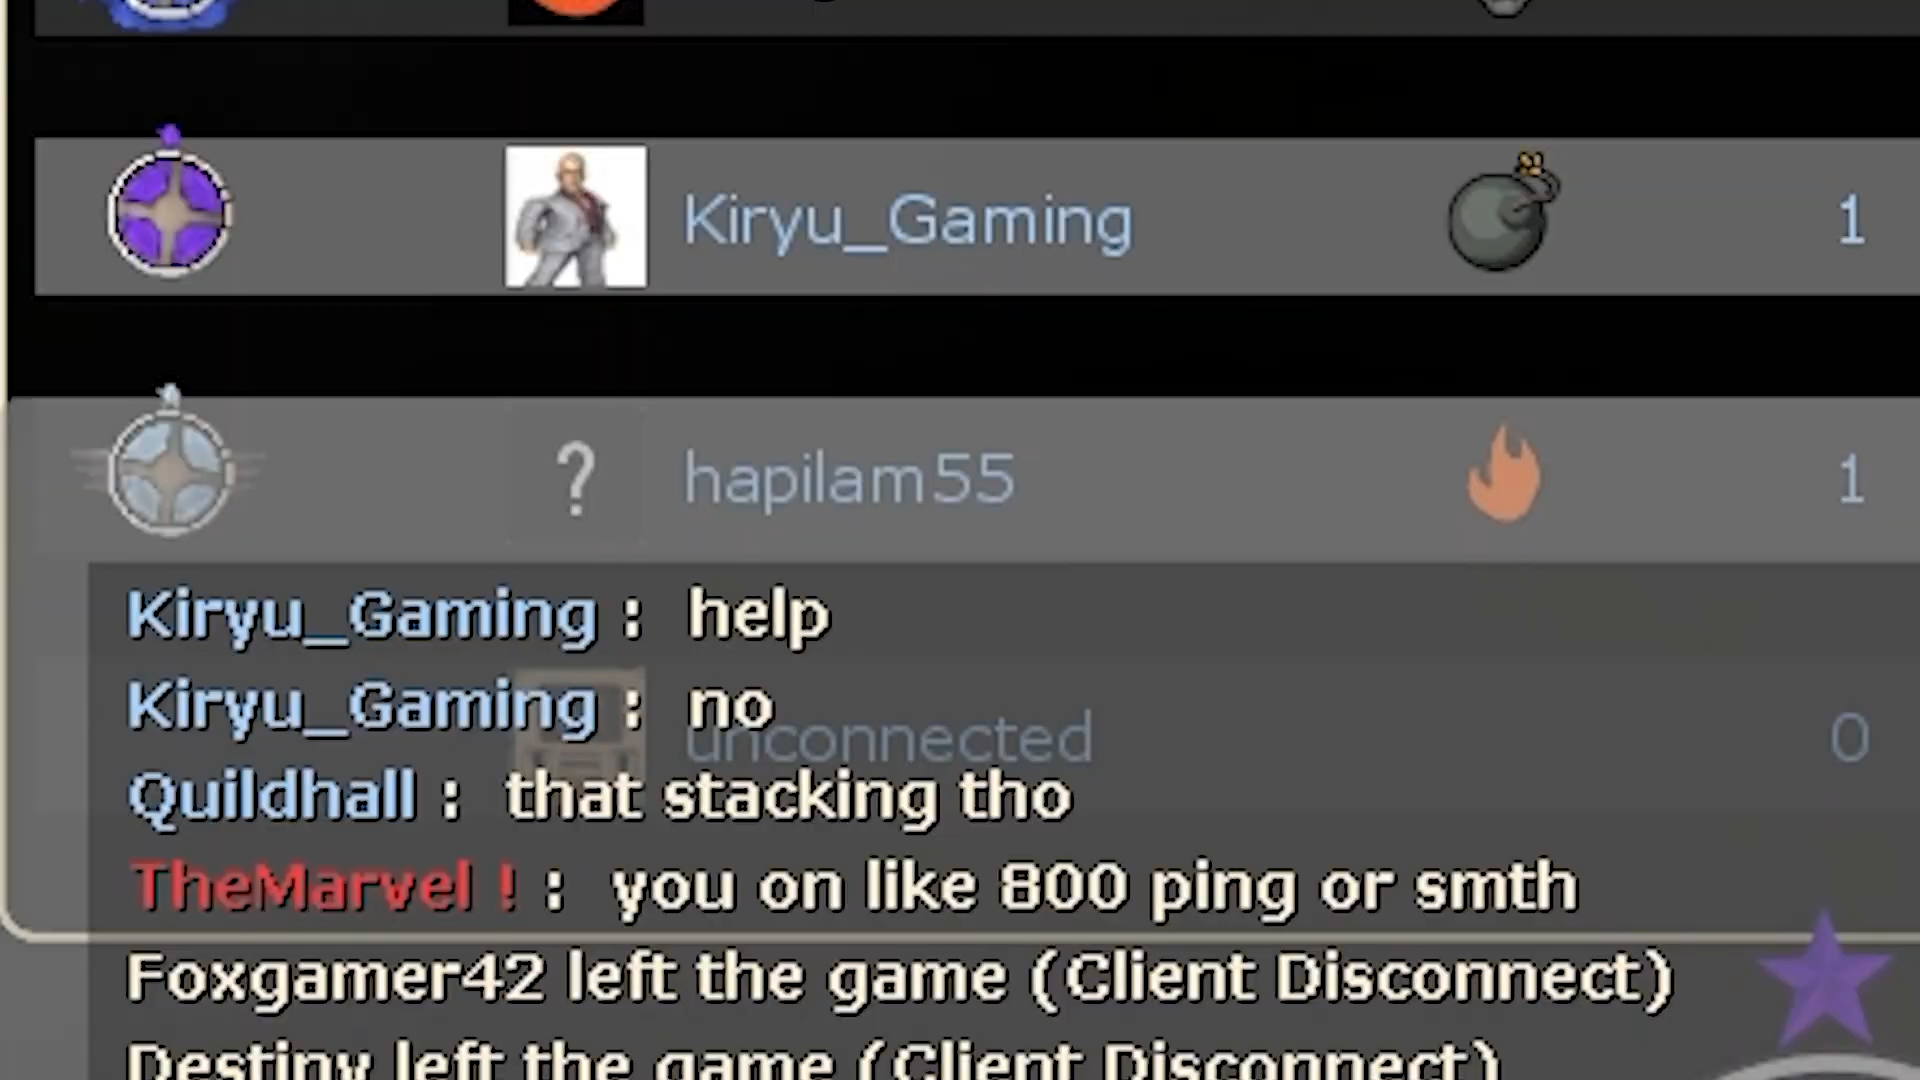 Kiryu_Gaming 1
? hapilam55 1
Kiryu_Gaming : help
Kiryu_Gaming : no
unconnected 0
Quildhall : that stacking tho
TheMarvel ! : you on like 800 ping or smth
Foxgamer42 left the game (Client Disconnect)
Destiny left the game (Client Disconnect)